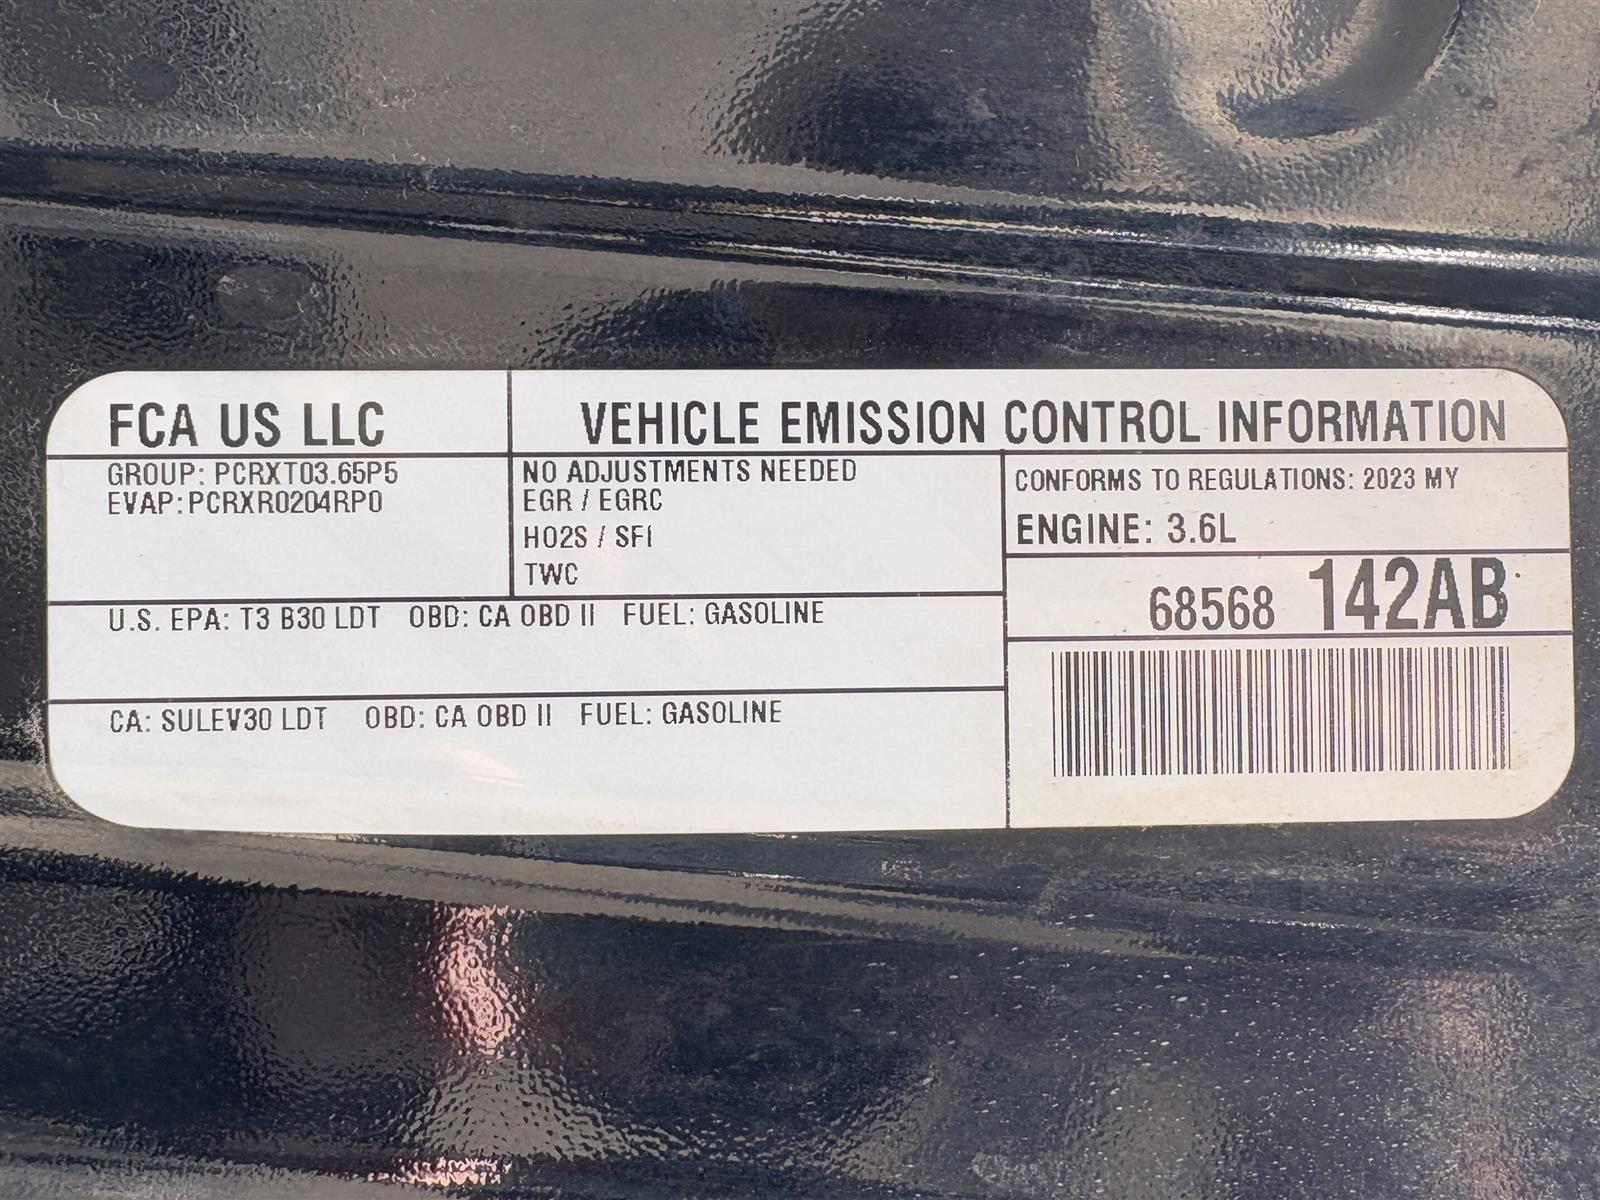 FCA US LLC
VEHICLE EMISSION CONTROL INFORMATION
GROUP: PCRXT03.65P5
EVAP: PCRXR0204RP0
NO ADJUSTMENTS NEEDED
EGR / EGRC
HO2S / SFI
TWC
CONFORMS TO REGULATIONS: 2023 MY
ENGINE: 3.6L
68568 142AB
U.S. EPA: T3 B30 LDT OBD: CA OBD II FUEL: GASOLINE
CA: SULEV30 LDT OBD: CA OBD II FUEL: GASOLINE